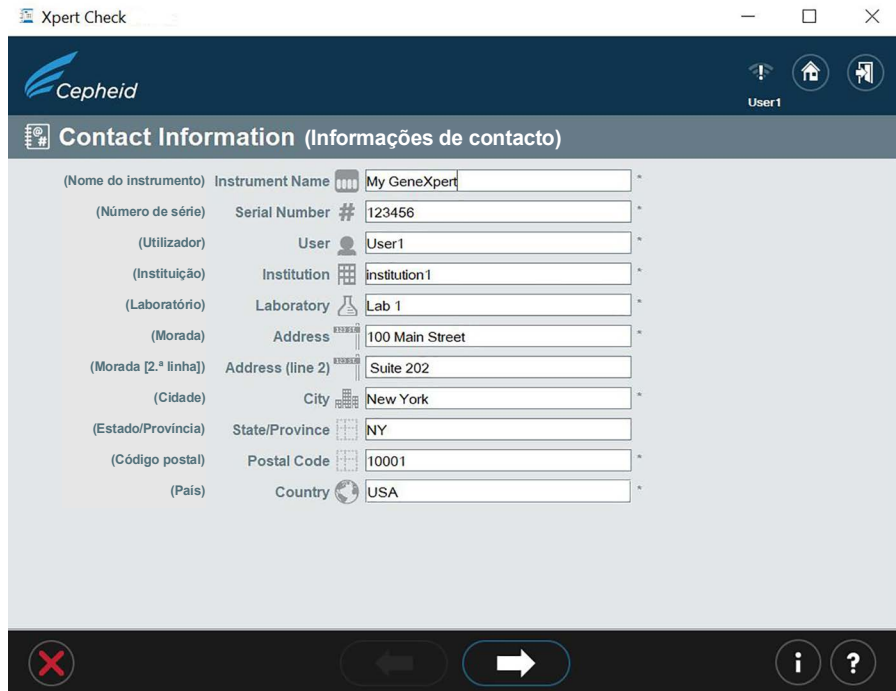 Xpert Check
Cepheid
User1
Contact Information (Informações de contacto)
(Nome do instrumento) Instrument Name My GeneXpert *
(Número de série) Serial Number # 123456 *
(Utilizador) User User1 *
(Instituição) Institution institution1 *
(Laboratório) Laboratory Lab 1 *
(Morada) Address 100 Main Street *
(Morada [2.ª linha]) Address (line 2) Suite 202
(Cidade) City New York *
(Estado/Província) State/Province NY
(Código postal) Postal Code 10001 *
(País) Country USA *